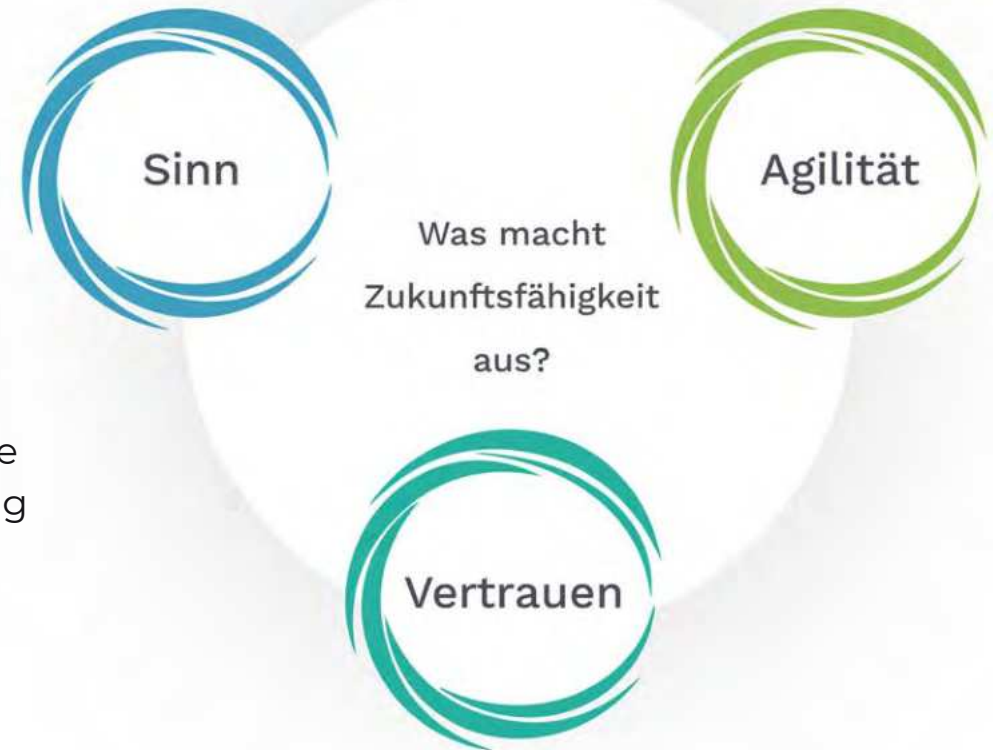 Sinn
Agilität
Was macht
Zukunftsfähigkeit
aus?
e
g
Vertrauen